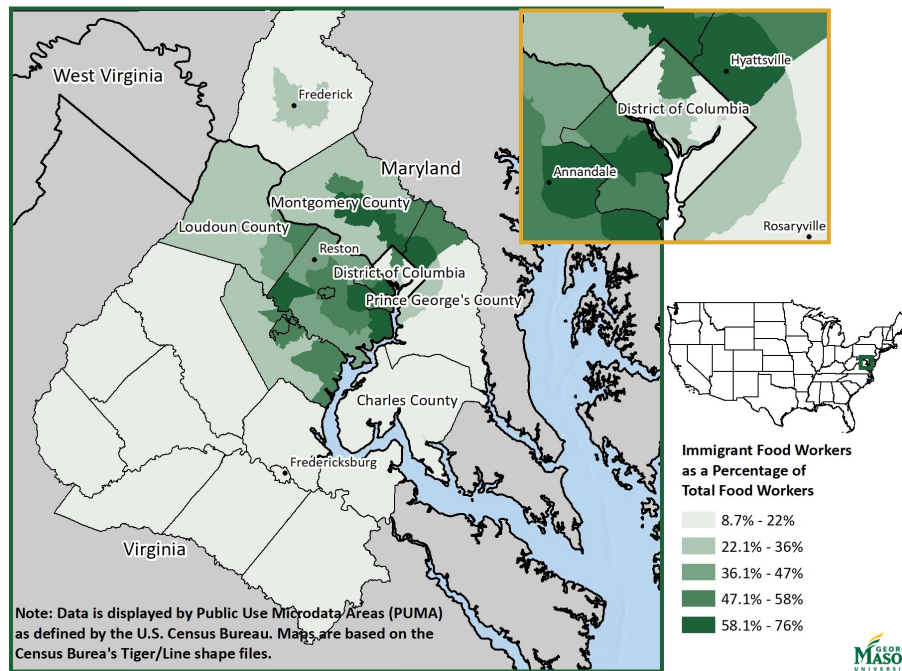 West Virginia
Frederick
Maryland
Montgomery County
Loudoun County
Reston
District of Columbia
Prince George's County
Charles County
Fredericksburg
Virginia
Note: Data is displayed by Public Use Microdata Areas (PUMA)
as defined by the U.S. Census Bureau. Maps are based on the
Census Burea's Tiger/Line shape files.
Hyattsville
District of Columbia
Annandale
Rosaryville
Immigrant Food Workers
as a Percentage of
Total Food Workers
8.7% - 22%
22.1% - 36%
36.1% - 47%
47.1% - 58%
58.1% - 76%